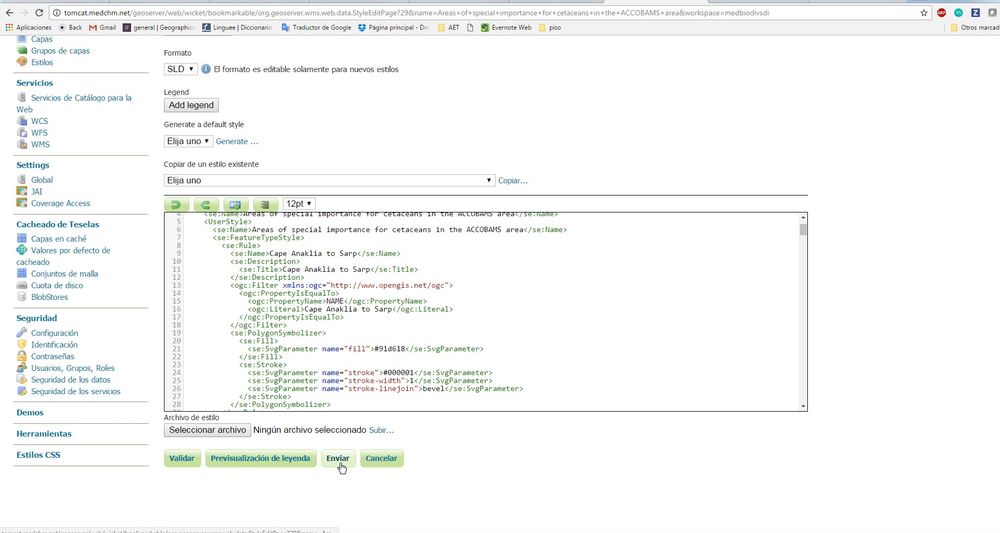 tomcat.medchm.net/geoserver/web/wicket/bookmarkable/org.geoserver.wms.web.data.StyleEditPage?29&name=Areas+of+special+importance+for+cetaceans+in+the+ACCOBAMS+area&workspace=medbiodivsdi
ABP m Z
Aplicaciones Back Gmail general | Geographica Linguee | Diccionario Traductor de Google Página principal - Dro AET Evernote Web piso Otros marcad
Capas
Grupos de capas
Estilos
Servicios
Servicios de Catálogo para la
Web
WCS
WFS
WMS
Settings
Global
JAI
Coverage Access
Cacheado de Teselas
Capas en caché
Valores por defecto de
cacheado
Conjuntos de malla
Cuota de disco
BlobStores
Seguridad
Configuración
Identificación
Contraseñas
Usuarios, Grupos, Roles
Seguridad de los datos
Seguridad de los servicios
Demos
Herramientas
Estilos CSS
Formato
SLD El formato es editable solamente para nuevos estilos
Legend
Add legend
Generate a default style
Elija uno Generate ...
Copiar de un estilo existente
Elija uno Copiar...
12pt
4 <se:Name>Areas of special importance for cetaceans in the ACCOBAMS area</se:Name>
5 <UserStyle>
6 <se:Name>Areas of special importance for cetaceans in the ACCOBAMS area</se:Name>
7 <se:FeatureTypeStyle>
8 <se:Rule>
9 <se:Name>Cape Anaklia to Sarp</se:Name>
10 <se:Description>
11 <se:Title>Cape Anaklia to Sarp</se:Title>
12 </se:Description>
13 <ogc:Filter xmlns:ogc="http://www.opengis.net/ogc">
14 <ogc:PropertyIsEqualTo>
15 <ogc:PropertyName>NAME</ogc:PropertyName>
16 <ogc:Literal>Cape Anaklia to Sarp</ogc:Literal>
17 </ogc:PropertyIsEqualTo>
18 </ogc:Filter>
19 <se:PolygonSymbolizer>
20 <se:Fill>
21 <se:SvgParameter name="fill">#91d618</se:SvgParameter>
22 </se:Fill>
23 <se:Stroke>
24 <se:SvgParameter name="stroke">#000001</se:SvgParameter>
25 <se:SvgParameter name="stroke-width">1</se:SvgParameter>
26 <se:SvgParameter name="stroke-linejoin">bevel</se:SvgParameter>
27 </se:Stroke>
28 </se:PolygonSymbolizer>
Archivo de estilo
Seleccionar archivo Ningún archivo seleccionado Subir...
Validar Previsualización de leyenda Enviar Cancelar